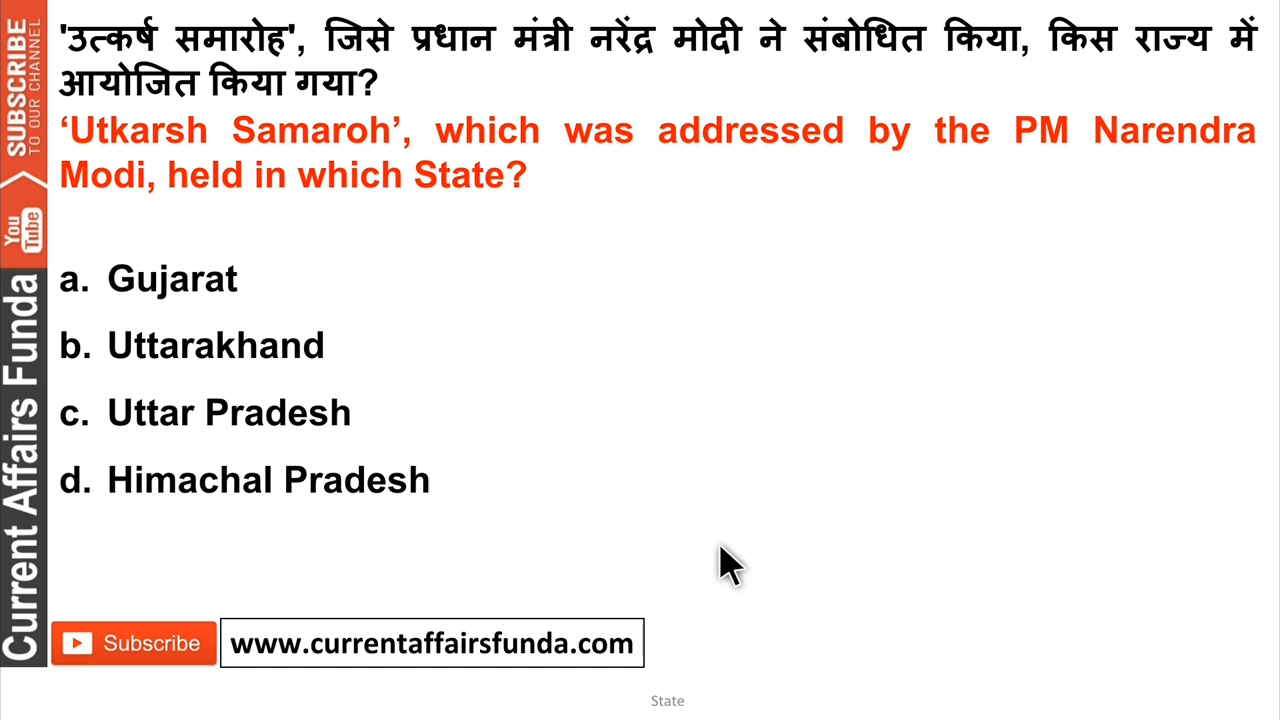 'उत्कर्ष समारोह', जिसे प्रधान मंत्री नरेंद्र मोदी ने संबोधित किया, किस राज्य में
आयोजित किया गया?
‘Utkarsh Samaroh’, which was addressed by the PM Narendra
Modi, held in which State?
a. Gujarat
b. Uttarakhand
c. Uttar Pradesh
d. Himachal Pradesh
SUBSCRIBE
TO OUR CHANNEL
You
Tube
Current Affairs Funda
Subscribe
www.currentaffairsfunda.com
State